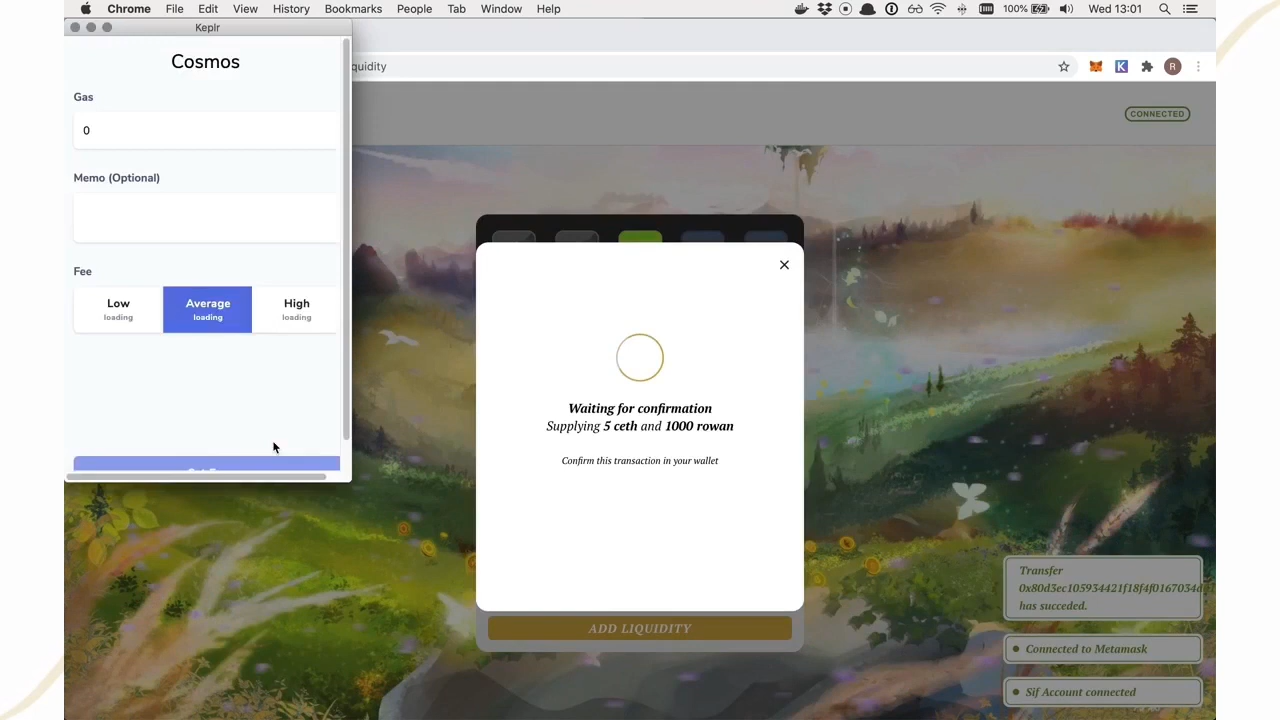 Chrome File Edit View History Bookmarks People Tab Window Help 100% Wed 13:01
Keplr
Cosmos
Gas
0
Memo (Optional)
Fee
Low
loading
Average
loading
High
loading
quidity
K
R
CONNECTED
Waiting for confirmation
Supplying 5 ceth and 1000 rowan
Confirm this transaction in your wallet
ADD LIQUIDITY
Transfer
has succeded.
Connected to Metamask
Sif Account connected